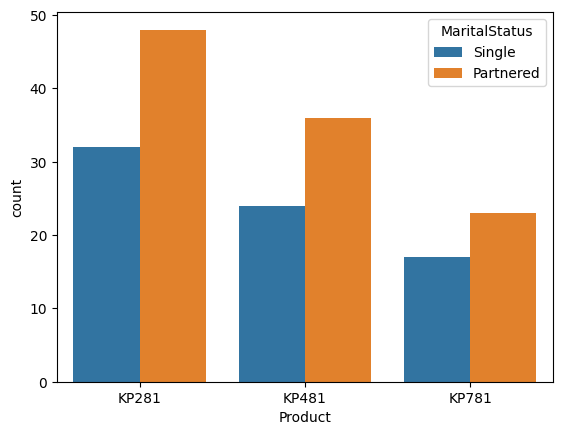 50
40
30
20
10
0
count
MaritalStatus
Single
Partnered
KP281 KP481 KP781
Product